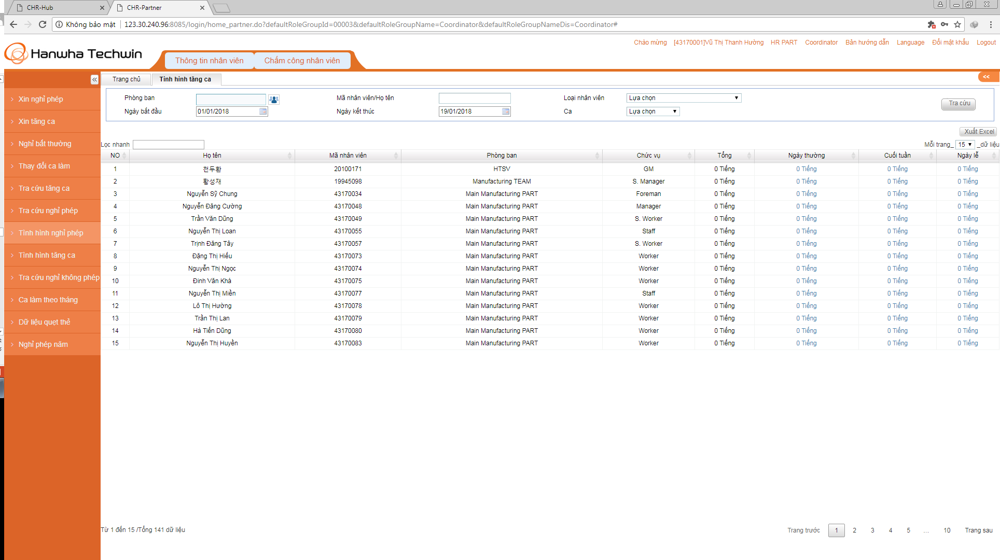 CHR-Hub
CHR-Partner
Không bảo mật
123.30.240.96:8085/login/home_partner.do?defaultRoleGroupId=00003&defaultRoleGroupName=Coordinator&defaultRoleGroupNameDis=Coordinator#
Chào mừng [43170001]Vũ Thị Thanh Hường HR PART Coordinator Bản hướng dẫn Language Đổi mật khẩu Logout
Hanwha Techwin
Thông tin nhân viên Chấm công nhân viên
Trang chủ Tình hình tăng ca
Xin nghỉ phép
Xin tăng ca
Nghỉ bất thường
Thay đổi ca làm
Tra cứu tăng ca
Tra cứu nghỉ phép
Tình hình nghỉ phép
Tình hình tăng ca
Tra cứu nghỉ không phép
Ca làm theo tháng
Dữ liệu quẹt thẻ
Nghỉ phép năm
Phòng ban Mã nhân viên/Họ tên Loại nhân viên Lựa chọn
Ngày bắt đầu 01/01/2018 Ngày kết thúc 19/01/2018 Ca Lựa chọn
Tra cứu
Xuất Excel
Lọc nhanh Mỗi trang_ 15 _dữ liệu
NO Họ tên Mã nhân viên Phòng ban Chức vụ Tổng Ngày thường Cuối tuần Ngày lễ
1 전두환 20100171 HTSV GM 0 Tiếng 0 Tiếng 0 Tiếng 0 Tiếng
2 황성재 19945098 Manufacturing TEAM S. Manager 0 Tiếng 0 Tiếng 0 Tiếng 0 Tiếng
3 Nguyễn Sỹ Chung 43170034 Main Manufacturing PART Foreman 0 Tiếng 0 Tiếng 0 Tiếng 0 Tiếng
4 Nguyễn Đăng Cường 43170048 Main Manufacturing PART Manager 0 Tiếng 0 Tiếng 0 Tiếng 0 Tiếng
5 Trần Văn Dũng 43170049 Main Manufacturing PART S. Worker 0 Tiếng 0 Tiếng 0 Tiếng 0 Tiếng
6 Nguyễn Thị Loan 43170055 Main Manufacturing PART Staff 0 Tiếng 0 Tiếng 0 Tiếng 0 Tiếng
7 Trịnh Đăng Tây 43170057 Main Manufacturing PART S. Worker 0 Tiếng 0 Tiếng 0 Tiếng 0 Tiếng
8 Đặng Thị Hiếu 43170073 Main Manufacturing PART Worker 0 Tiếng 0 Tiếng 0 Tiếng 0 Tiếng
9 Nguyễn Thị Ngọc 43170074 Main Manufacturing PART Worker 0 Tiếng 0 Tiếng 0 Tiếng 0 Tiếng
10 Đinh Văn Khá 43170075 Main Manufacturing PART Worker 0 Tiếng 0 Tiếng 0 Tiếng 0 Tiếng
11 Nguyễn Thị Miền 43170077 Main Manufacturing PART Staff 0 Tiếng 0 Tiếng 0 Tiếng 0 Tiếng
12 Lô Thị Hường 43170078 Main Manufacturing PART Worker 0 Tiếng 0 Tiếng 0 Tiếng 0 Tiếng
13 Trần Thị Lan 43170079 Main Manufacturing PART Worker 0 Tiếng 0 Tiếng 0 Tiếng 0 Tiếng
14 Hà Tiến Dũng 43170080 Main Manufacturing PART Worker 0 Tiếng 0 Tiếng 0 Tiếng 0 Tiếng
15 Nguyễn Thị Huyền 43170083 Main Manufacturing PART Worker 0 Tiếng 0 Tiếng 0 Tiếng 0 Tiếng
Từ 1 đến 15 /Tổng 141 dữ liệu
Trang trước 1 2 3 4 5 ... 10 Trang sau